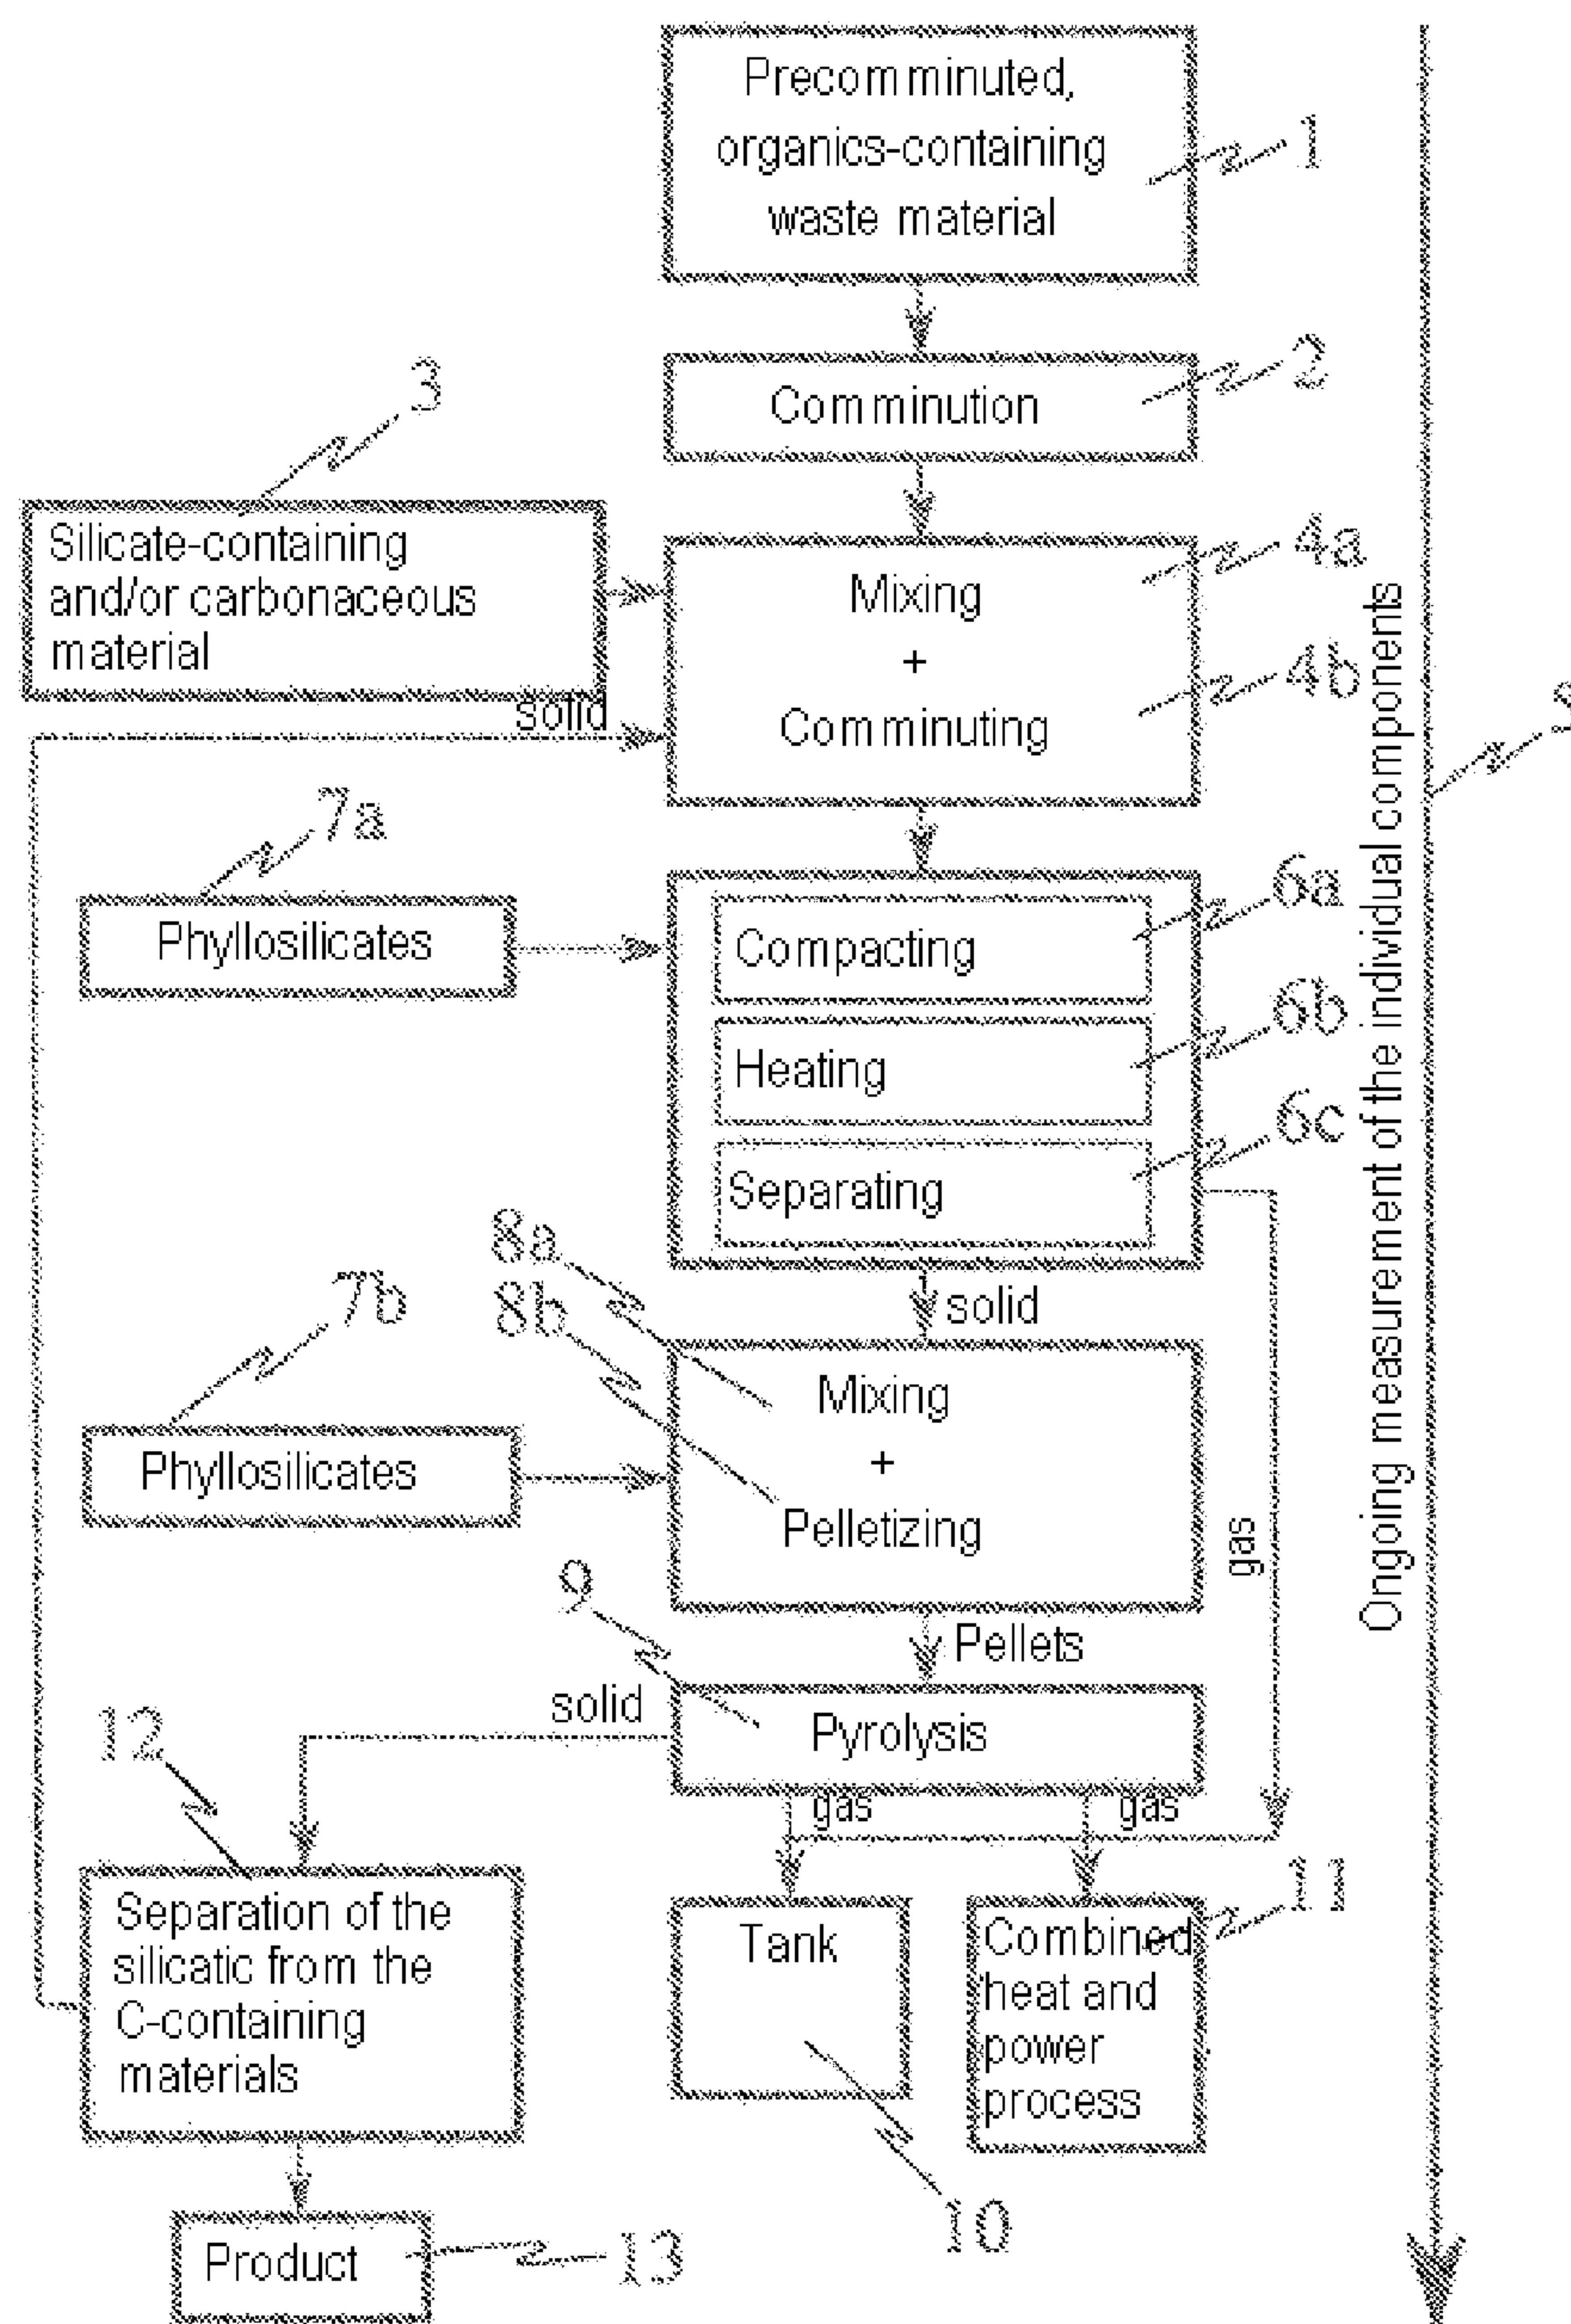 Precomminuted,
organics-containing
waste material
1
Comminution
2
3
Silicate-containing
and/or carbonaceous
material
Mixing
+
Comminuting
4a
4b
solid
Ongoing measurement of the individual components
7a
Phyllosilicates
Compacting
Heating
Separating
6a
6b
6c
8a
8b
solid
7b
Phyllosilicates
Mixing
+
Pelletizing
gas
9
Pellets
solid
Pyrolysis
gas
gas
12
Separation of the
silicatic from the
C-containing
materials
Tank
Combined
heat and
power
process
11
10
Product
13